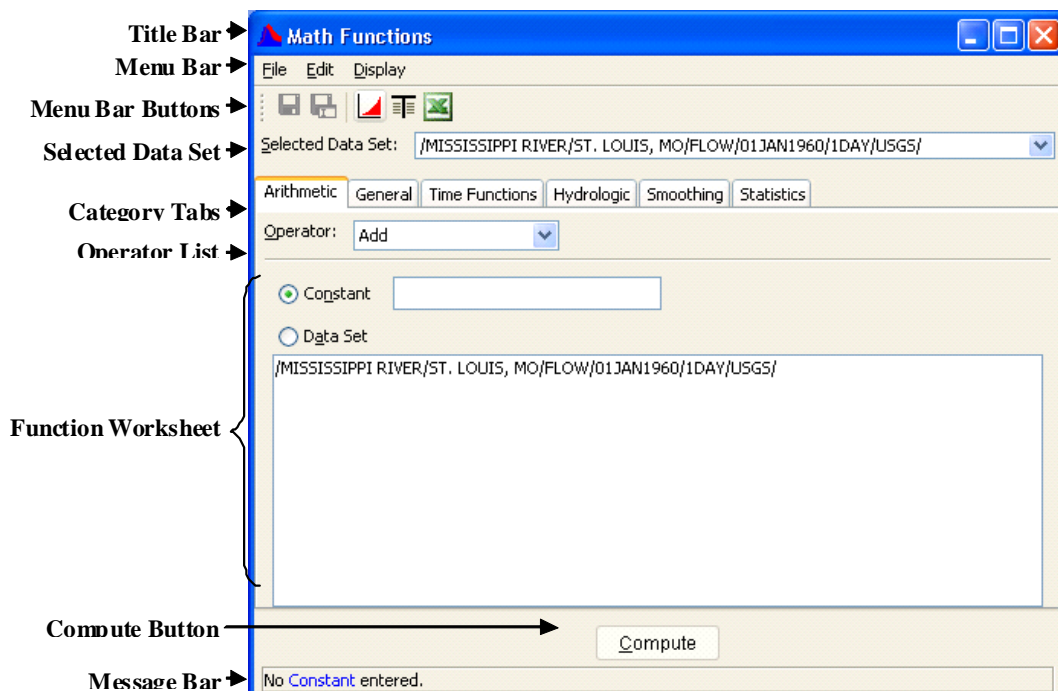 Title Bar
Math Functions
Menu Bar
File Edit Display
Menu Bar Buttons
Selected Data Set
Selected Data Set: /MISSISSIPPI RIVER/ST. LOUIS, MO/FLOW/01JAN1960/1DAY/USGS/
Category Tabs
Arithmetic General Time Functions Hydrologic Smoothing Statistics
Operator List
Operator: Add
Constant
Data Set
/MISSISSIPPI RIVER/ST. LOUIS, MO/FLOW/01JAN1960/1DAY/USGS/
Function Worksheet
Compute Button
Compute
Message Bar
No Constant entered.